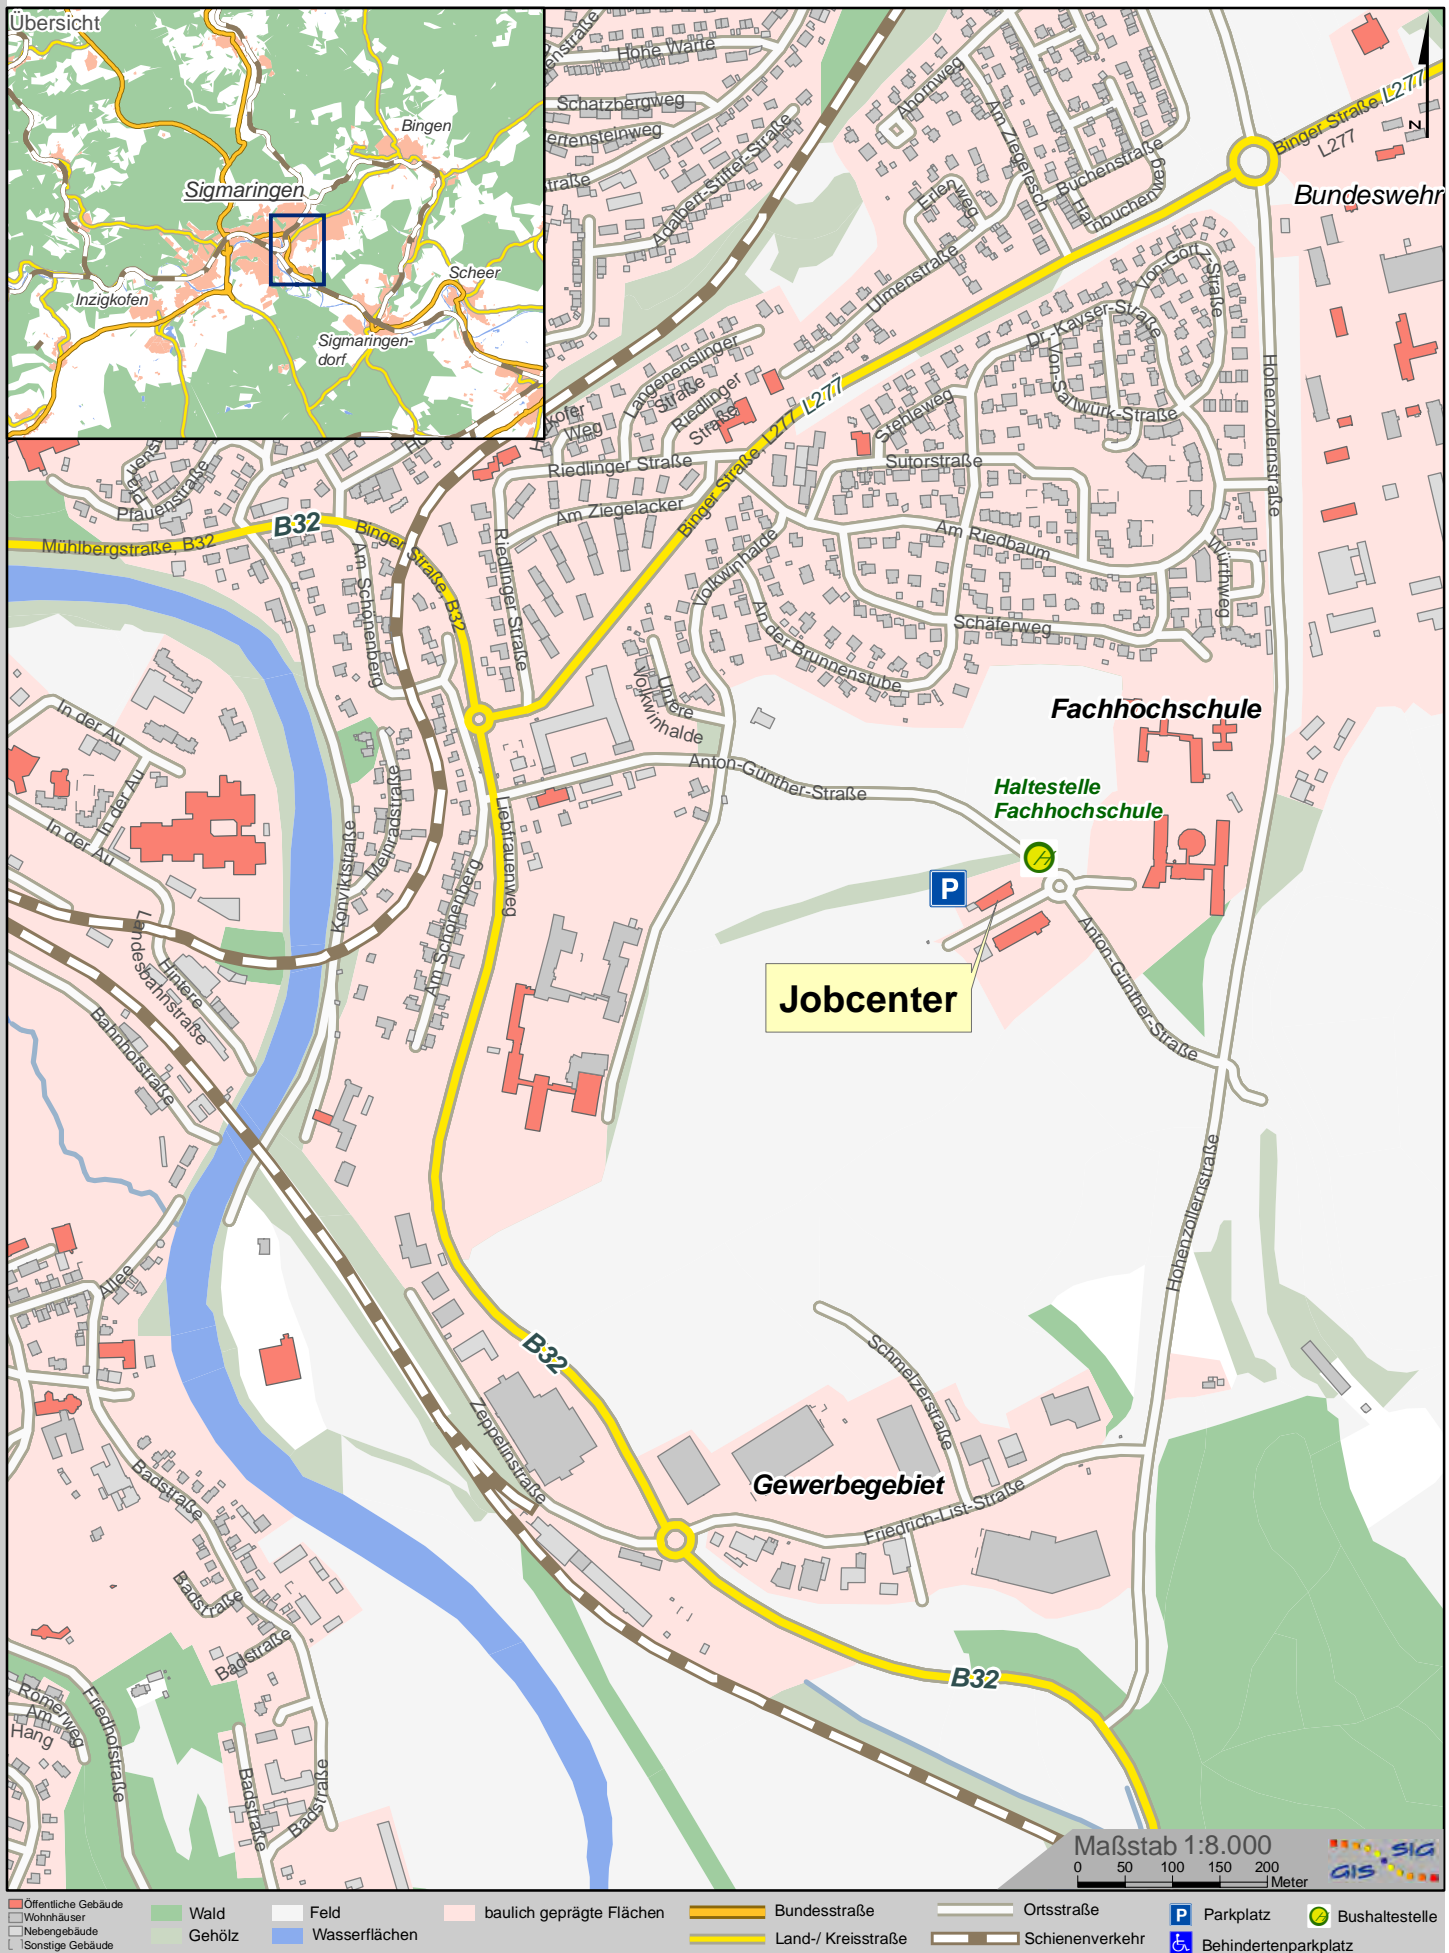 Übersicht
Bingen
Sigmaringen
Scheer
Inzigkofen
Sigmaringen-
dorf
Hohe Warte
Schatzbergweg
Adalbert-Stifter-Straße
Ahornweg
Am Ziegelesch
Buchenstraße
Hainbuchenweg
Erlenweg
Ulmenstraße
Binger Straße, L277
L277
N
Bundeswehr
Von-Görtz-Straße
Dr.-Kayser-Straße
Von-Sallwürk-Straße
Hohenzollernstraße
Langenenslinger
Straße
Riedlinger
Straße
Weg
Binger Straße, L277
L277
Stehleweg
Sutorstraße
Riedlinger Straße
Am Ziegelacker
Am Riedbaum
Pfauenstraße
B32
Mühlbergstraße, B32
Binger Straße, B32
Am Schönenberg
Riedlinger Straße
Volkwinhalde
Würthweg
Schäferweg
An der Brunnenstube
Untere
Volkwinhalde
In der Au
In der Au
In der Au
Fachhochschule
Haltestelle
Fachhochschule
Anton-Günther-Straße
Liebfrauenweg
Meinradstraße
Konviktstraße
Am Schönenberg
P
Jobcenter
Anton-Günther-Straße
Landesbahnstraße
Hintere
Bahnhofstraße
Hohenzollernstraße
Allee
B32
Schmelzerstraße
Zeppelinstraße
Gewerbegebiet
Friedrich-List-Straße
Badstraße
Badstraße
Badstraße
B32
Römerweg
Am
Hang
Friedhofstraße
Badstraße
Badstraße
Maßstab 1:8.000
0 50 100 150 200
Meter
SIG
GIS
Öffentliche Gebäude
Wohnhäuser
Nebengebäude
Sonstige Gebäude
Wald
Gehölz
Feld
Wasserflächen
baulich geprägte Flächen
Bundesstraße
Land-/ Kreisstraße
Ortsstraße
Schienenverkehr
P
Parkplatz
Behindertenparkplatz
Bushaltestelle